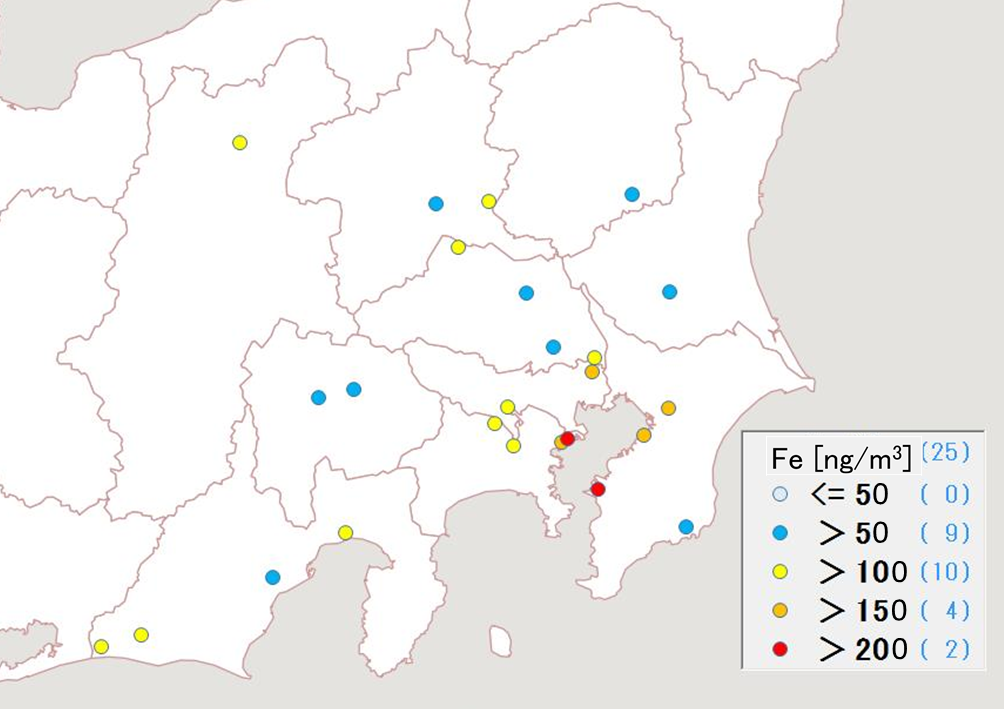 Fe [ng/m³] (25)
<= 50 ( 0)
> 50 ( 9)
> 100 (10)
> 150 ( 4)
> 200 ( 2)